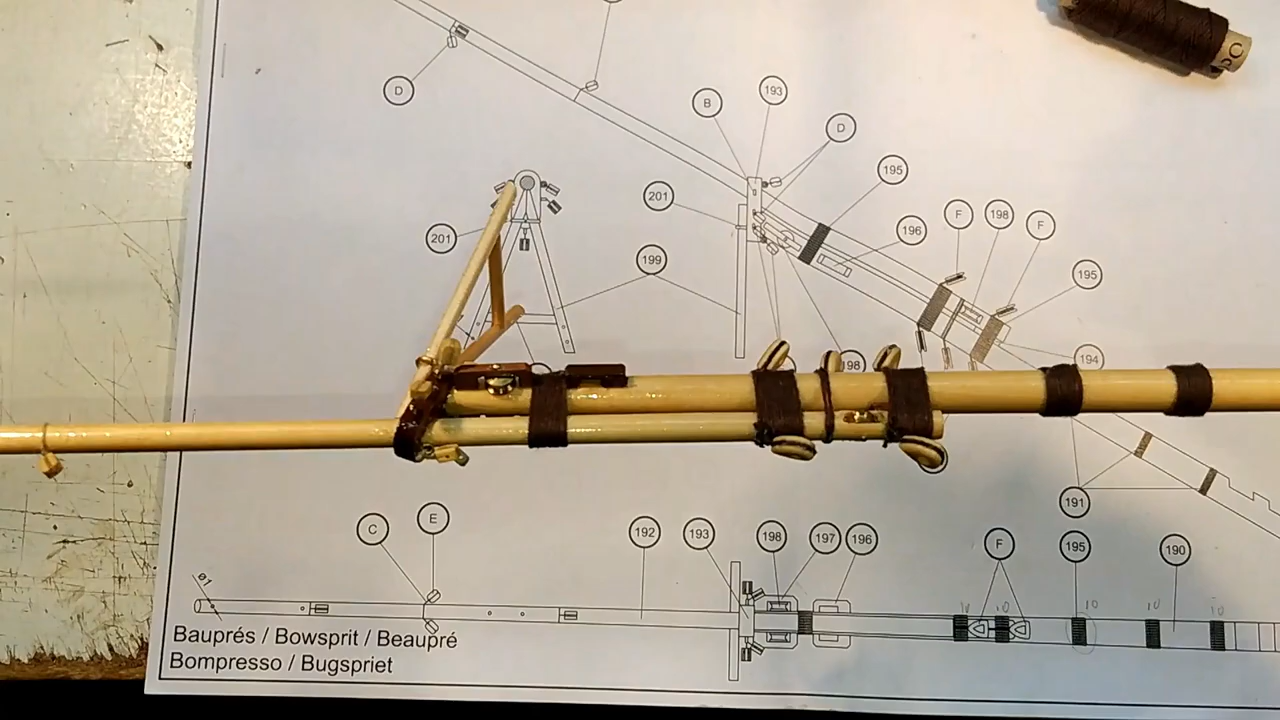 D
B
193
D
195
201
196
F
198
F
201
199
195
198
194
191
C
E
192
193
198
197
196
F
195
190
ø1
10
10
10
10
10
Bauprés / Bowsprit / Beaupré
Bompresso / Bugspriet